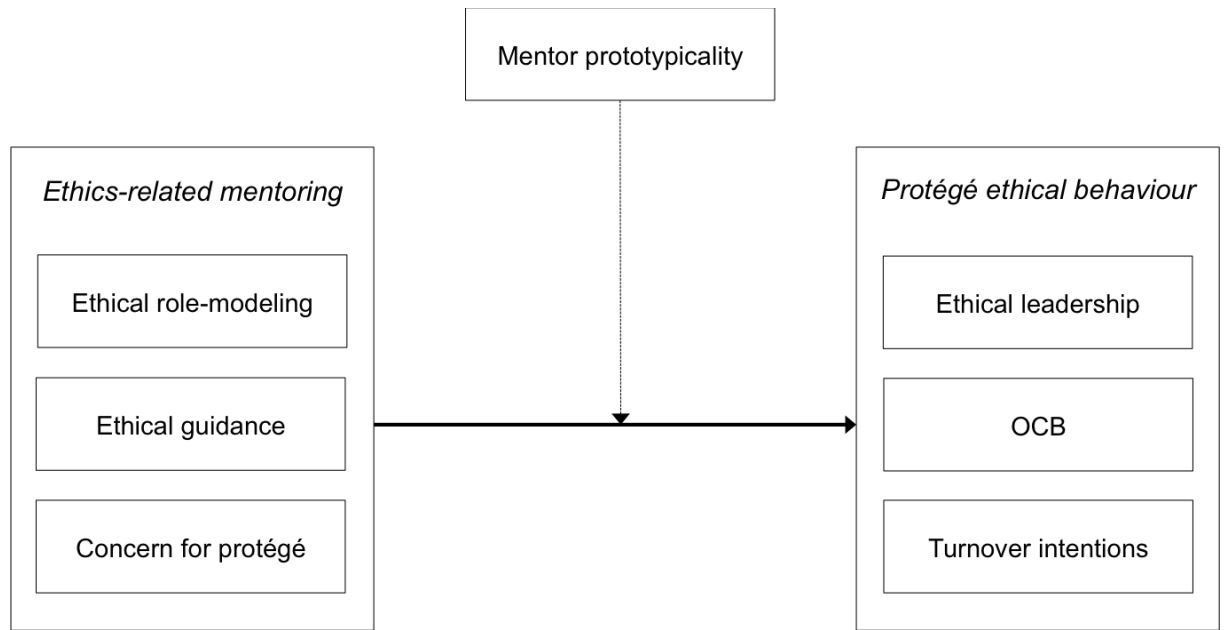 Mentor prototypicality
Ethics-related mentoring
Ethical role-modeling
Ethical guidance
Concern for protégé
Protégé ethical behaviour
Ethical leadership
OCB
Turnover intentions